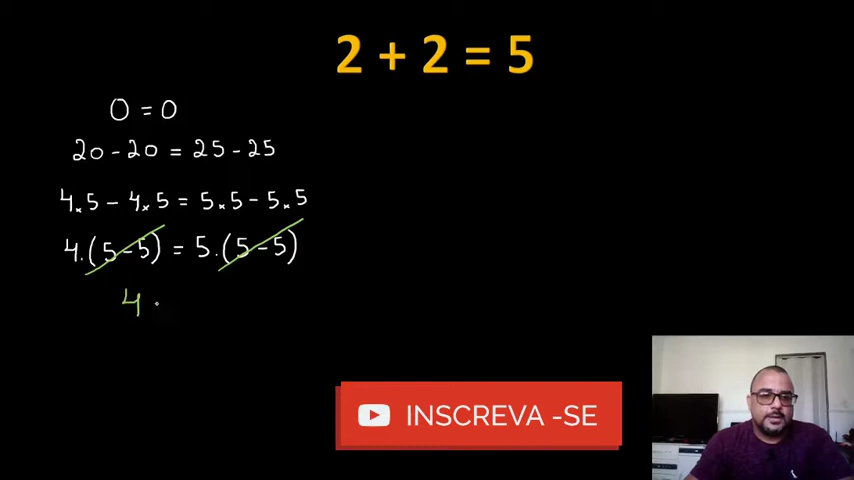 2 + 2 = 5
0 = 0
20 - 20 = 25 - 25
4 × 5 - 4 × 5 = 5 × 5 - 5 × 5
4.(5-5) = 5.(5-5)
4
INSCREVA -SE